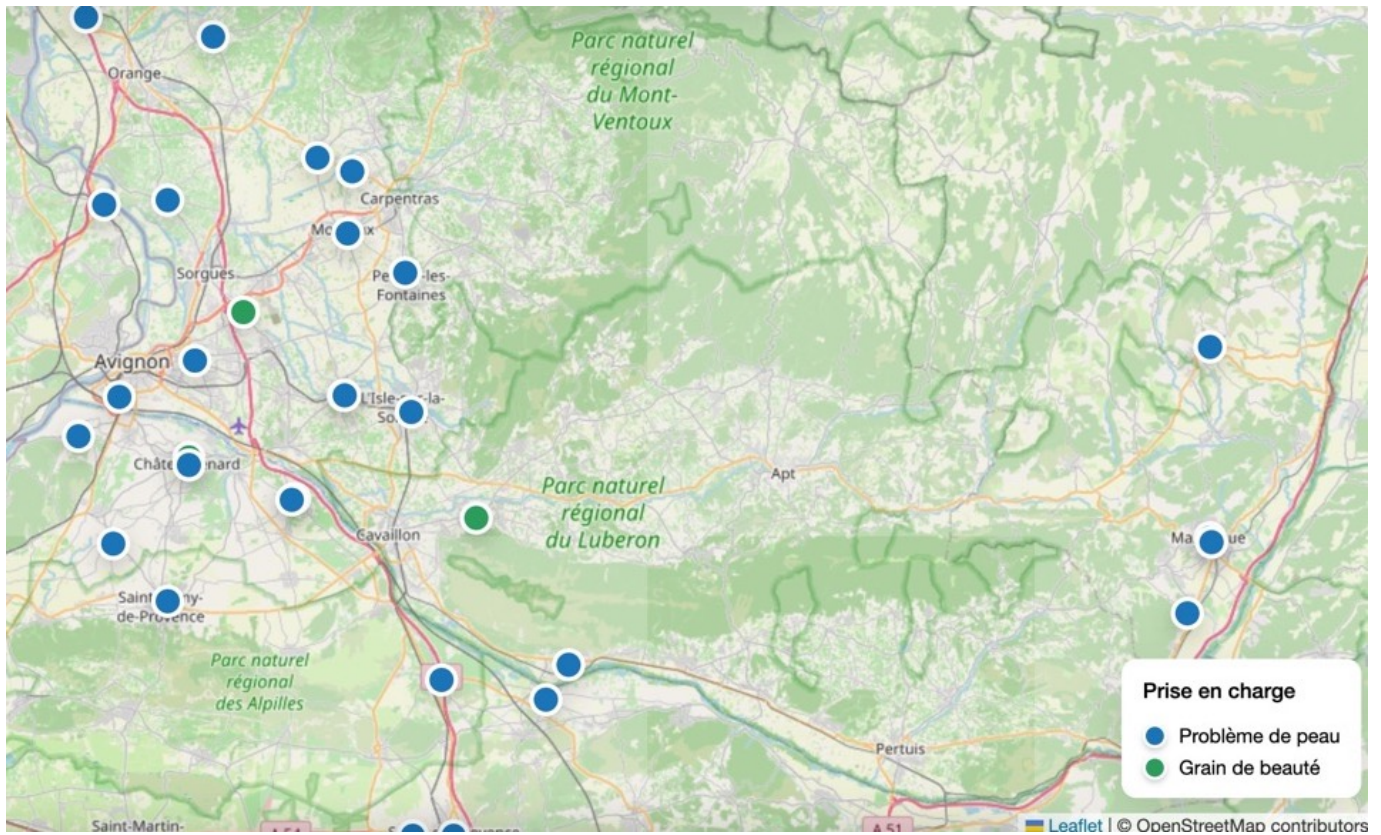 Parc naturel
régional
du Mont-
Ventoux
Orange
Carpentras
Sorgues
Fontaines
Avignon
Apt
Parc naturel
régional
du Luberon
Cavaillon
de-Provence
Parc naturel
régional
des Alpilles
Prise en charge
Problème de peau
Grain de beauté
Pertuis
Saint-Martin-
A 54
A 51
Leaflet | © OpenStreetMap contributors